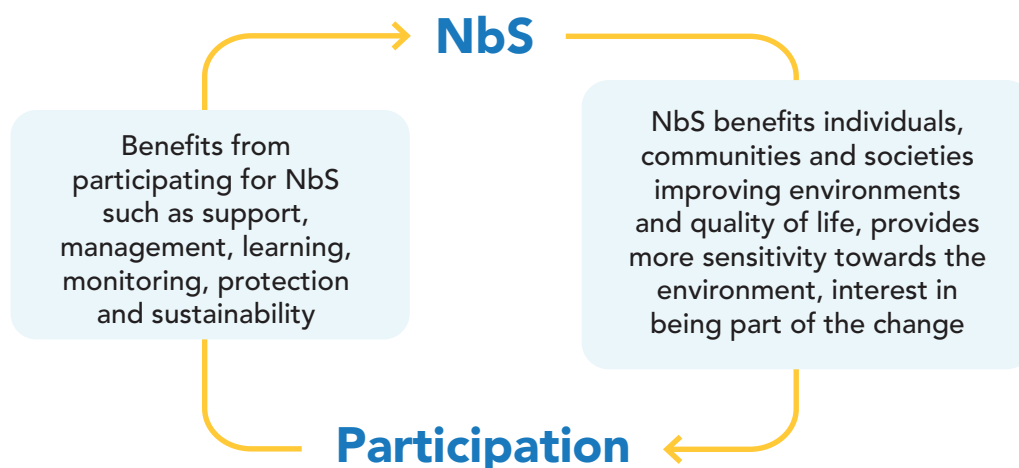 NbS
Benefits from
participating for NbS
such as support,
management, learning,
monitoring, protection
and sustainability
NbS benefits individuals,
communities and societies
improving environments
and quality of life, provides
more sensitivity towards the
environment, interest in
being part of the change
Participation